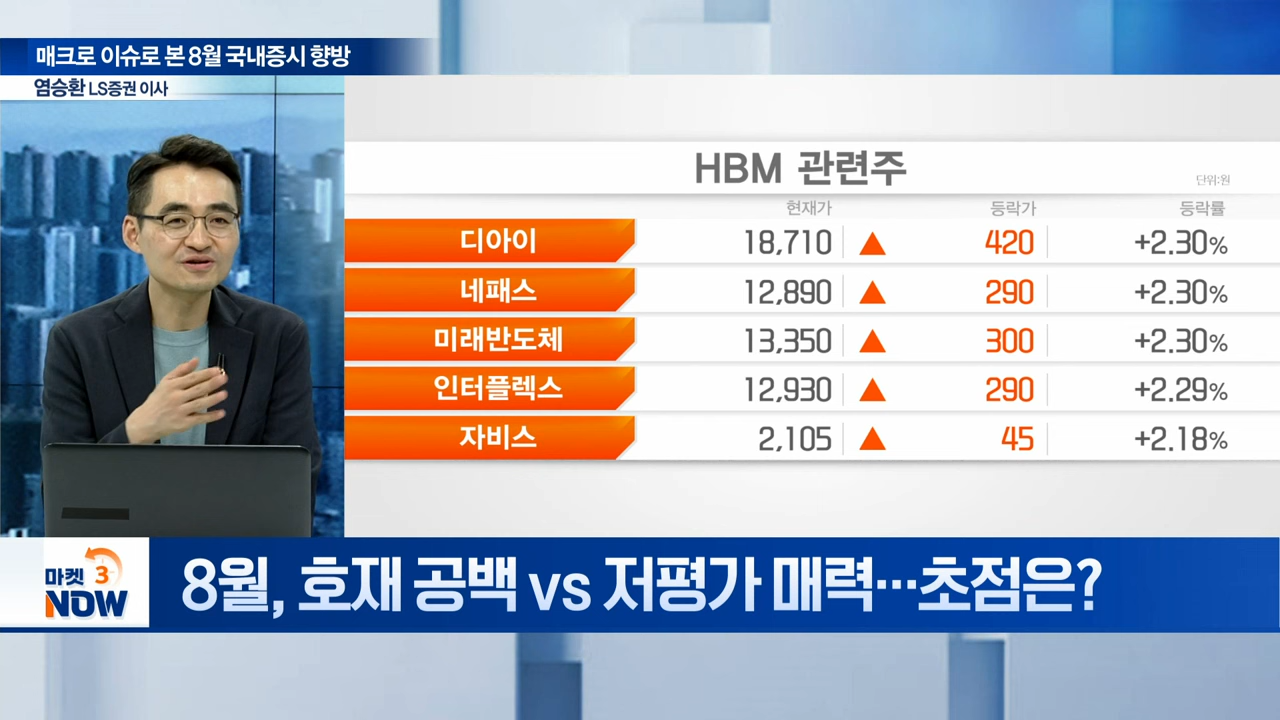 매크로 이슈로 본 8월 국내증시 향방
염승환 LS증권 이사
HBM 관련주
단위:원
현재가 등락가 등락률
디아이 18,710 ▲ 420 +2.30%
네패스 12,890 ▲ 290 +2.30%
미래반도체 13,350 ▲ 300 +2.30%
인터플렉스 12,930 ▲ 290 +2.29%
자비스 2,105 ▲ 45 +2.18%
마켓 3
NOW
8월, 호재 공백 vs 저평가 매력…초점은?